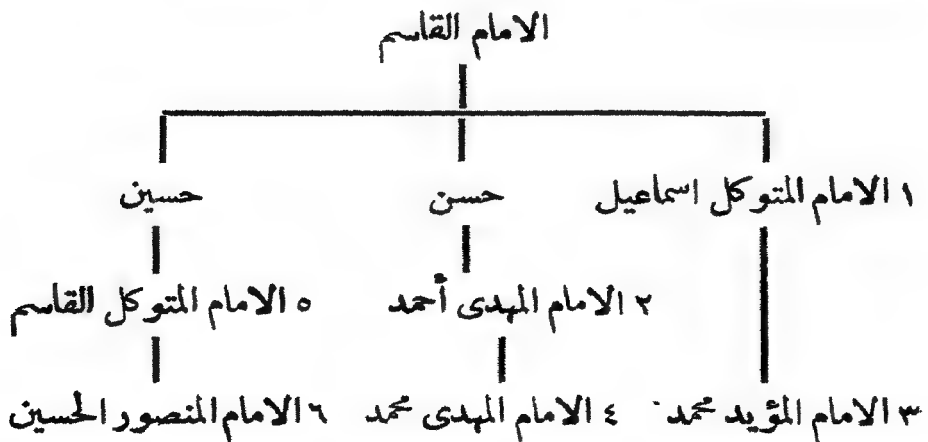 الامام القاسم
١ الامام المتوكل اسماعيل حسن حسين
٢ الامام المهدى أحمد ٥ الامام المتوكل القاسم
٣ الامام المؤيد محمد ٤ الامام المهدى محمد ٦ الامام المنصور الحسين